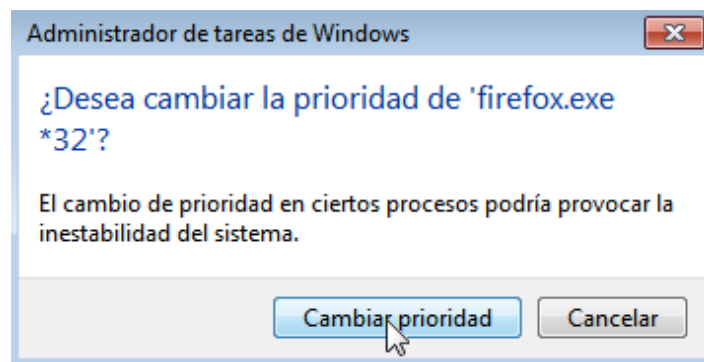 Administrador de tareas de Windows
¿Desea cambiar la prioridad de 'firefox.exe
*32'?
El cambio de prioridad en ciertos procesos podría provocar la
inestabilidad del sistema.
Cambiar prioridad Cancelar